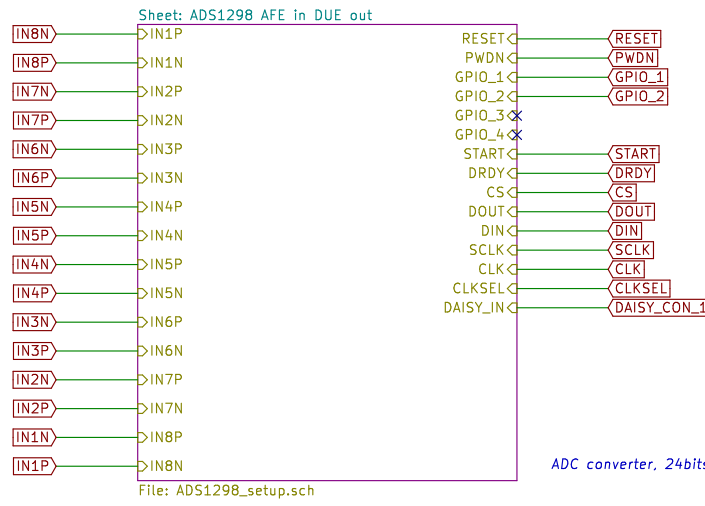 Sheet: ADS1298 AFE in DUE out
IN8N IN1P
IN8P IN1N
IN7N IN2P
IN7P IN2N
IN6N IN3P
IN6P IN3N
IN5N IN4P
IN5P IN4N
IN4N IN5P
IN4P IN5N
IN3N IN6P
IN3P IN6N
IN2N IN7P
IN2P IN7N
IN1N IN8P
IN1P IN8N
RESET RESET
PWDN PWDN
GPIO_1 GPIO_1
GPIO_2 GPIO_2
GPIO_3
GPIO_4
START START
DRDY DRDY
CS CS
DOUT DOUT
DIN DIN
SCLK SCLK
CLK CLK
CLKSEL CLKSEL
DAISY_IN DAISY_CON_1
ADC converter, 24bits
File: ADS1298_setup.sch